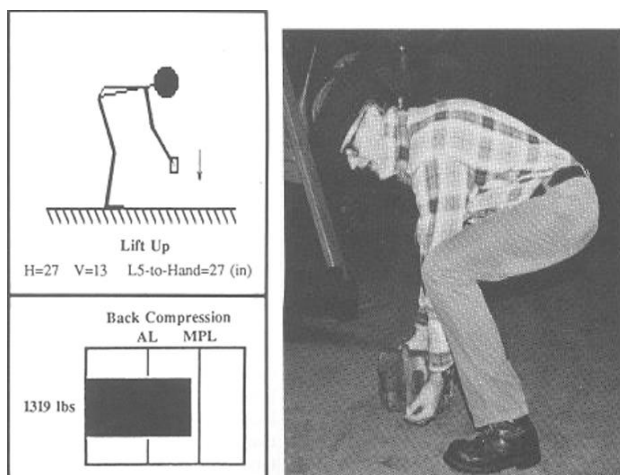 Lift Up
H=27 V=13 L5-to-Hand=27 (in)
Back Compression
AL MPL
1319 lbs